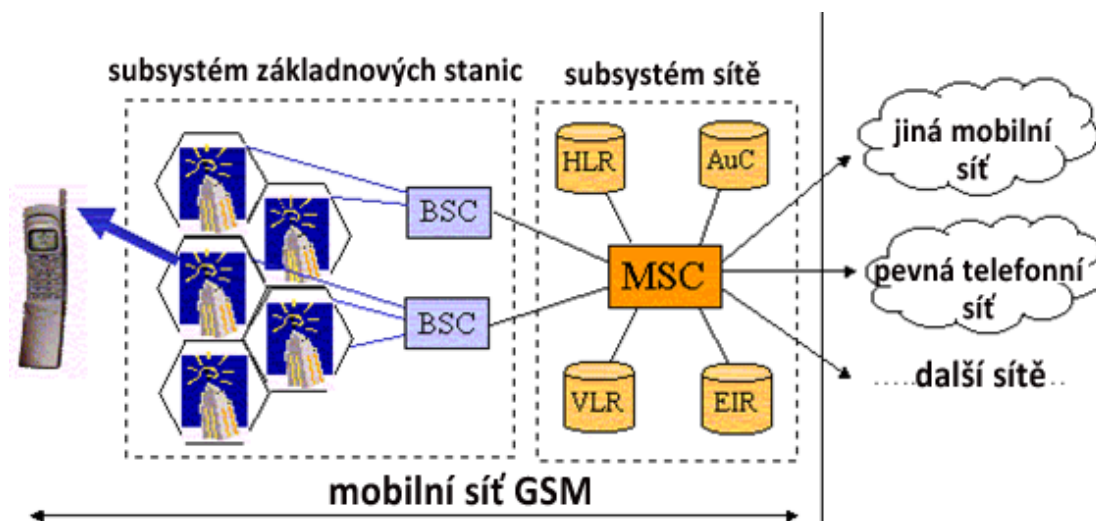 subsystém základnových stanic
subsystém sítě
HLR
AuC
BSC
MSC
BSC
VLR
EIR
jiná mobilní
síť
pevná telefonní
síť
.....další sítě...
mobilní síť GSM